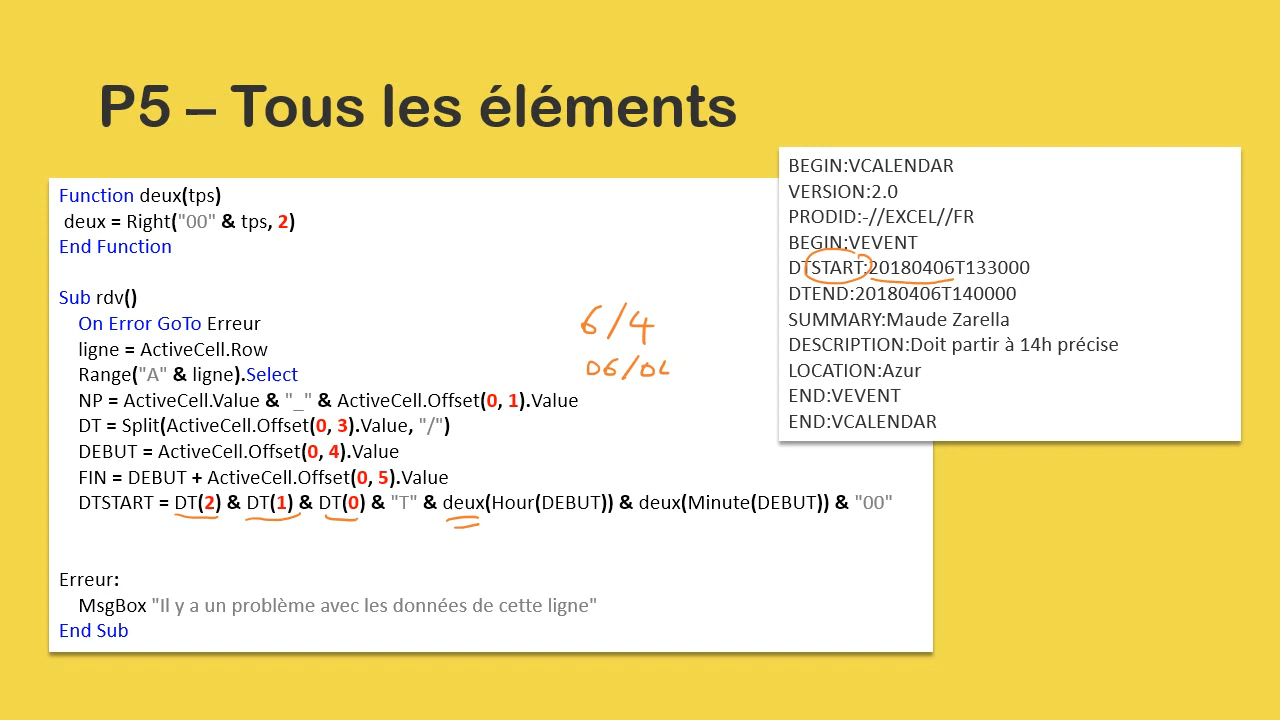 P5 – Tous les éléments
Function deux(tps)
deux = Right("00" & tps, 2)
End Function
Sub rdv()
On Error GoTo Erreur
ligne = ActiveCell.Row
Range("A" & ligne).Select
NP = ActiveCell.Value & "_" & ActiveCell.Offset(0, 1).Value
DT = Split(ActiveCell.Offset(0, 3).Value, "/")
DEBUT = ActiveCell.Offset(0, 4).Value
FIN = DEBUT + ActiveCell.Offset(0, 5).Value
DTSTART = DT(2) & DT(1) & DT(0) & "T" & deux(Hour(DEBUT)) & deux(Minute(DEBUT)) & "00"
Erreur:
MsgBox "Il y a un problème avec les données de cette ligne"
End Sub
6/4
BEGIN:VCALENDAR
VERSION:2.0
PRODID:-//EXCEL//FR
BEGIN:VEVENT
DTSTART:20180406T133000
DTEND:20180406T140000
SUMMARY:Maude Zarella
DESCRIPTION:Doit partir à 14h précise
LOCATION:Azur
END:VEVENT
END:VCALENDAR